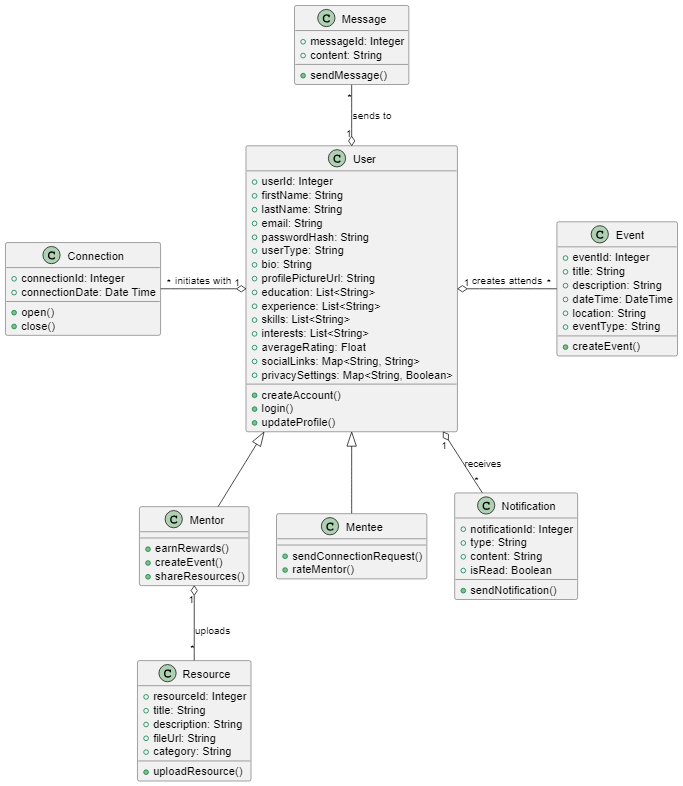 C Message
messageId: Integer
content: String
sendMessage()
*
sends to
1
C User
userId: Integer
firstName: String
lastName: String
email: String
passwordHash: String
userType: String
bio: String
profilePictureUrl: String
education: List<String>
experience: List<String>
skills: List<String>
interests: List<String>
averageRating: Float
socialLinks: Map<String, String>
privacySettings: Map<String, Boolean>
createAccount()
login()
updateProfile()
C Connection
connectionId: Integer
connectionDate: Date Time
open()
close()
* initiates with 1
1 creates attends *
C Event
eventId: Integer
title: String
description: String
dateTime: DateTime
location: String
eventType: String
createEvent()
1
receives
*
C Mentor
earnRewards()
createEvent()
shareResources()
C Mentee
sendConnectionRequest()
rateMentor()
C Notification
notificationId: Integer
type: String
content: String
isRead: Boolean
sendNotification()
1
uploads
*
C Resource
resourceId: Integer
title: String
description: String
fileUrl: String
category: String
uploadResource()